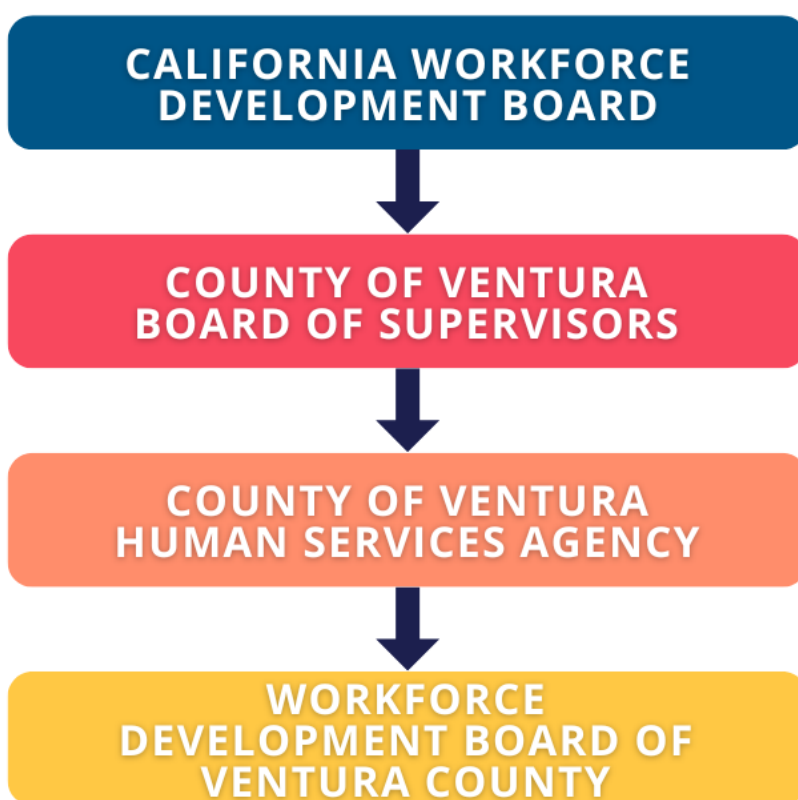 CALIFORNIA WORKFORCE
DEVELOPMENT BOARD
COUNTY OF VENTURA
BOARD OF SUPERVISORS
COUNTY OF VENTURA
HUMAN SERVICES AGENCY
WORKFORCE
DEVELOPMENT BOARD OF
VENTURA COUNTY